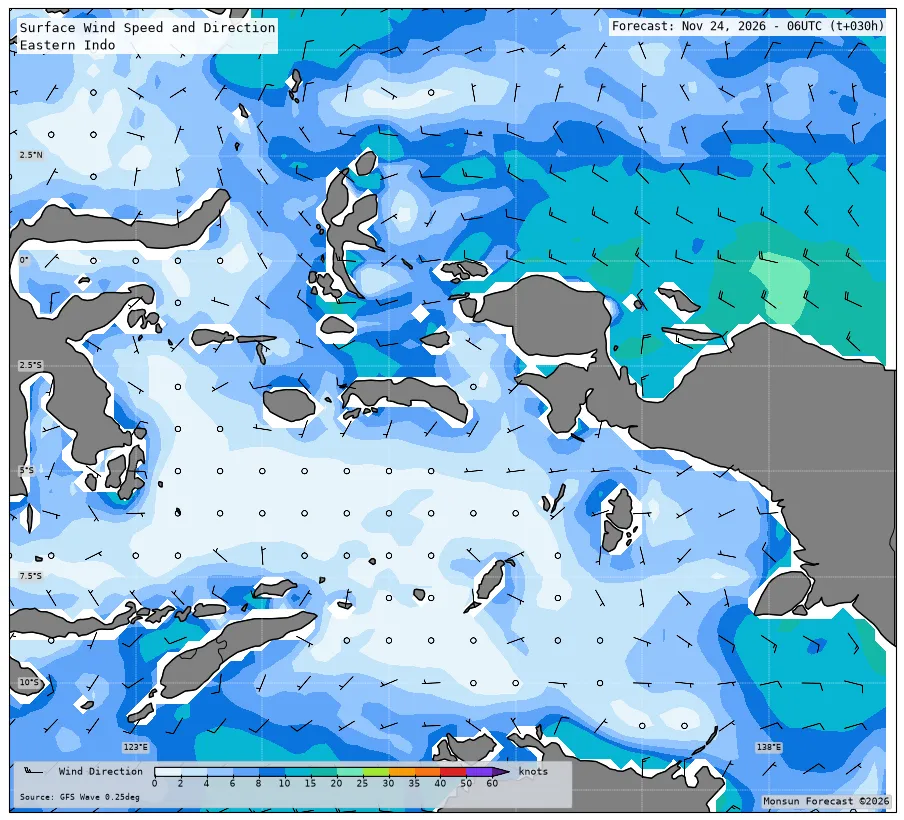 Surface Wind Speed and Direction
Eastern Indo
Forecast: Nov 24, 2026 - 06UTC (t+030h)
2.5°N
0°
2.5°S
5°S
7.5°S
10°S
123°E
138°E
Wind Direction
knots
0 2 4 6 8 10 15 20 25 30 35 40 50 60
Source: GFS Wave 0.25deg
Monsun Forecast ©2026